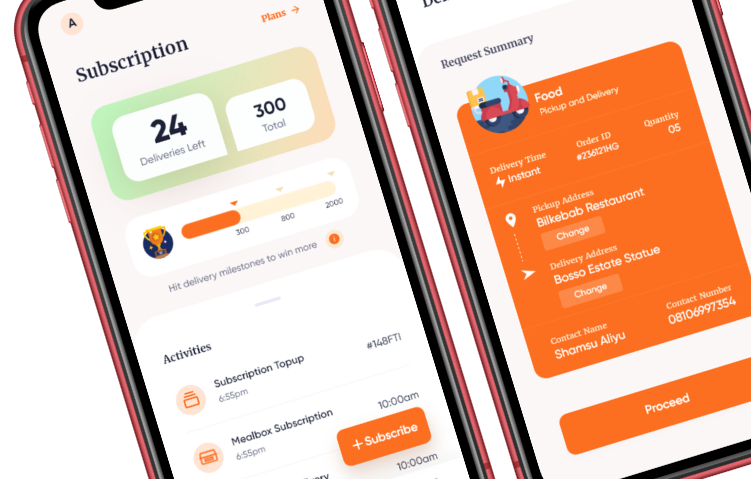 A
Plans
Subscription
24
Deliveries Left
300
Total
300
800
2000
Hit delivery milestones to win more
Activities
Subscription Topup
#148FTI
6:55pm
Mealbox Subscription
10:00am
6:55pm
+ Subscribe
10:00am
Request Summary
Food
Pickup and Delivery
Delivery Time
Order ID
Quantity
Instant
#236121HG
05
Pickup Address
Bilkebab Restaurant
Change
Delivery Address
Bosso Estate Statue
Change
Contact Name
Contact Number
Shamsu Aliyu
08106997354
Proceed